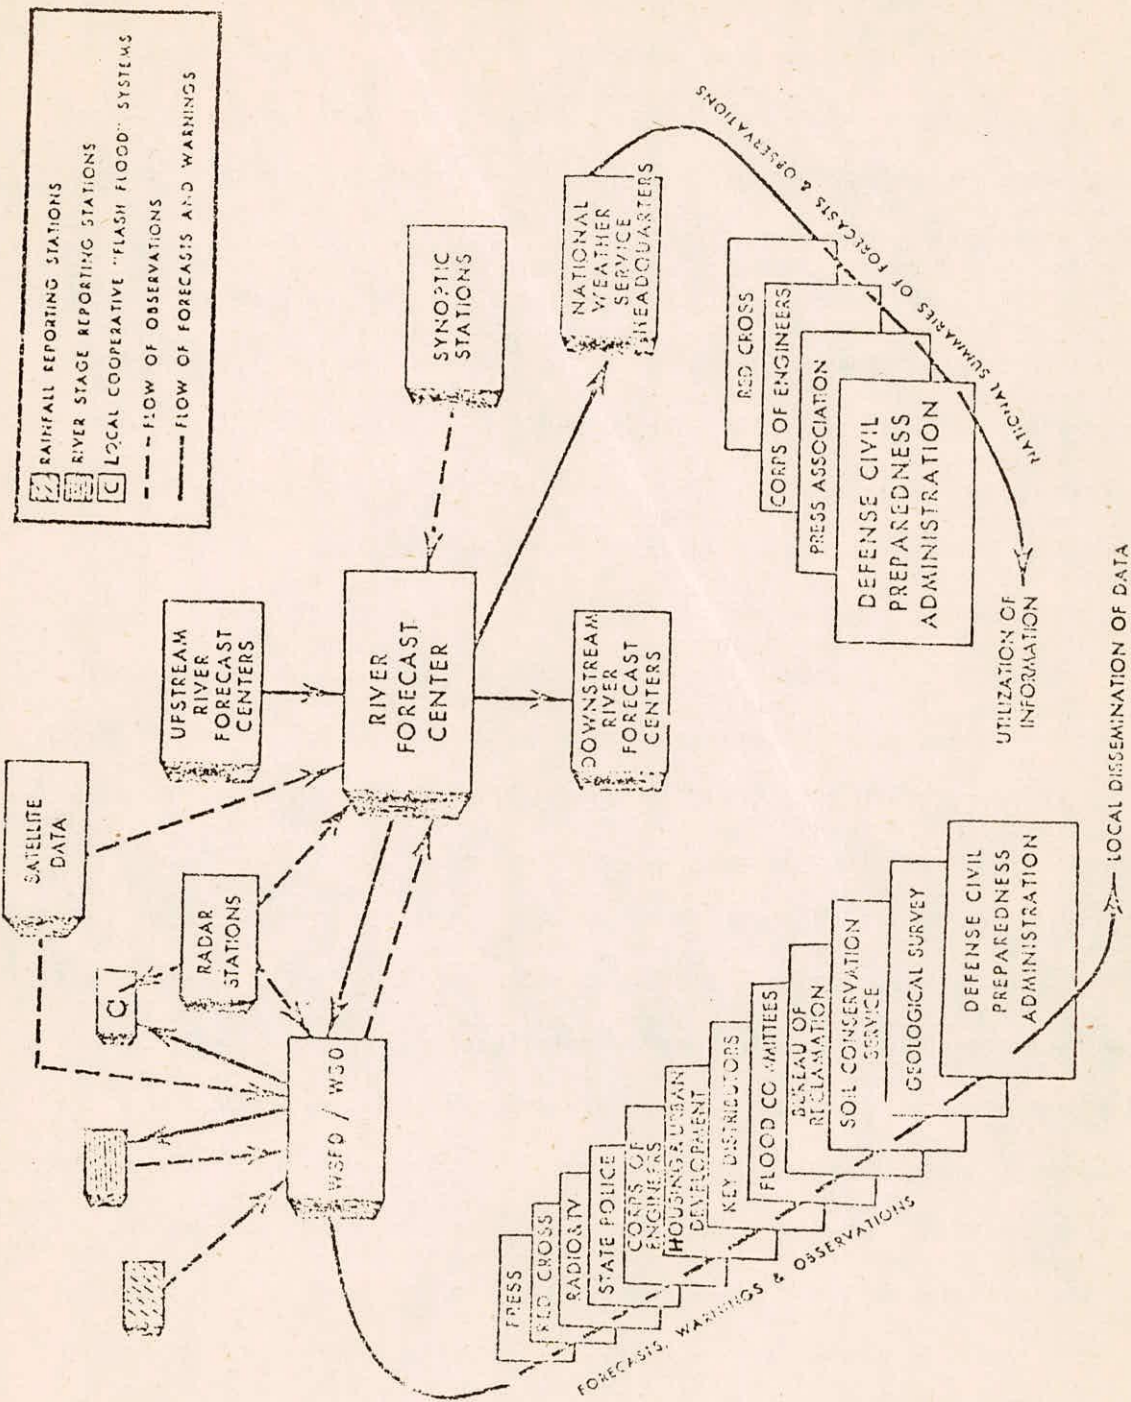 RAINFALL REPORTING STATIONS
RIVER STAGE REPORTING STATIONS
C LOCAL COOPERATIVE "FLASH FLOOD" SYSTEMS
FLOW OF OBSERVATIONS
FLOW OF FORECASTS AND WARNINGS
SATELLITE
DATA
C
RADAR
STATIONS
WSFO / WSO
UPSTREAM
RIVER
FORECAST
CENTERS
RIVER
FORECAST
CENTER
SYNOPTIC
STATIONS
DOWNSTREAM
RIVER
FORECAST
CENTERS
NATIONAL
WEATHER
SERVICE
HEADQUARTERS
PRESS
RED CROSS
RADIO&TV
STATE POLICE
CORPS OF
ENGINEERS
HOUSING&URBAN
DEVELOPMENT
KEY DISTRIBUTORS
FLOOD COMMITTEES
BUREAU OF
RECLAMATION
SOIL CONSERVATION
SERVICE
GEOLOGICAL SURVEY
DEFENSE CIVIL
PREPAREDNESS
ADMINISTRATION
FORECASTS, WARNINGS & OBSERVATIONS
LOCAL DISSEMINATION OF DATA
RED CROSS
CORPS OF ENGINEERS
PRESS ASSOCIATION
DEFENSE CIVIL
PREPAREDNESS
ADMINISTRATION
NATIONAL SUMMARIES OF FORECASTS & OBSERVATIONS
UTILIZATION OF
INFORMATION